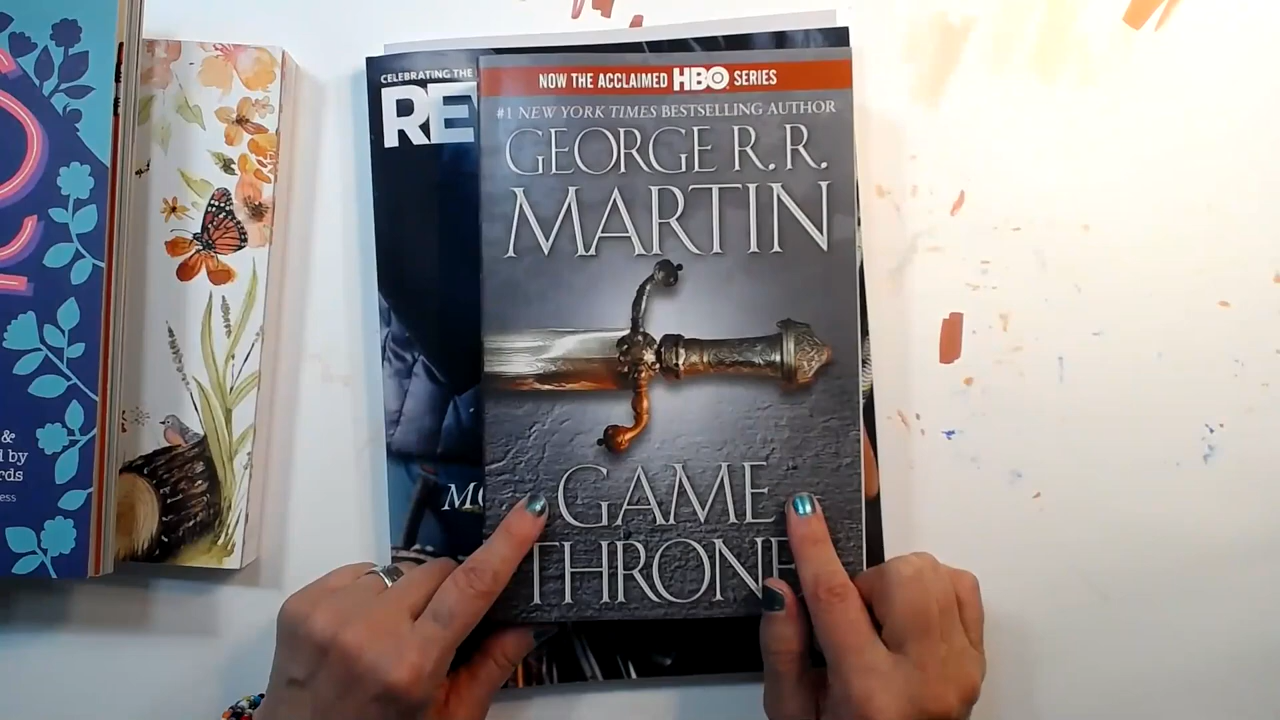 & 
d by
rds
ess
CELEBRATING THE
RE
MO
NOW THE ACCLAIMED HBO SERIES
#1 NEW YORK TIMES BESTSELLING AUTHOR
GEORGE R. R.
MARTIN
GAME
THRONE